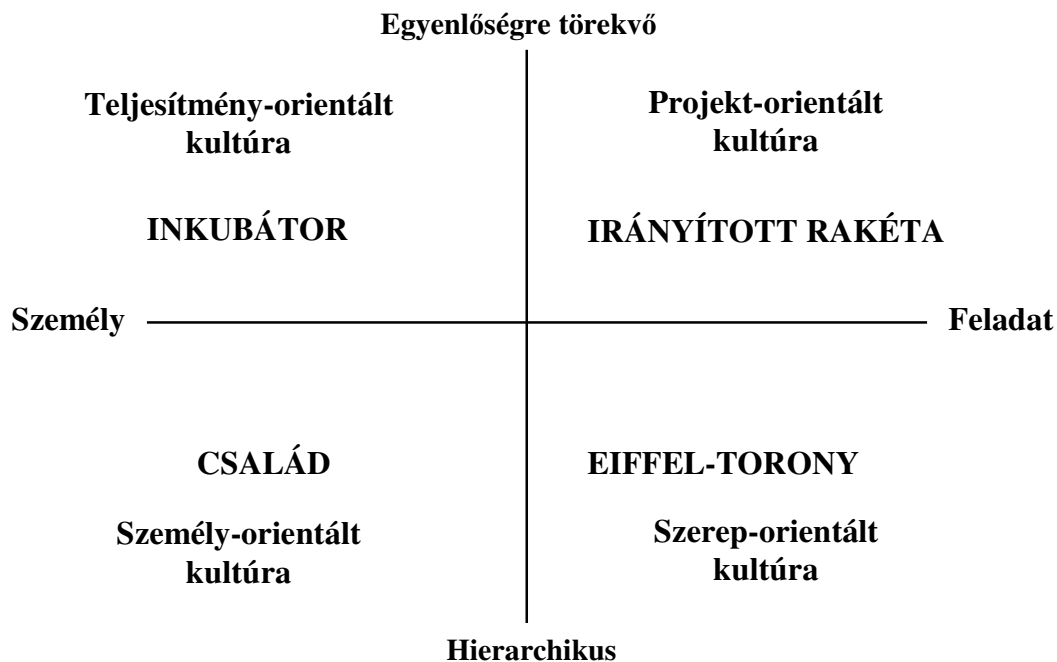 Egyenlőségre törekvő
Teljesítmény-orientált
kultúra
Projekt-orientált
kultúra
INKUBÁTOR
IRÁNYÍTOTT RAKÉTA
Személy
Feladat
CSALÁD
EIFFEL-TORONY
Személy-orientált
kultúra
Szerep-orientált
kultúra
Hierarchikus